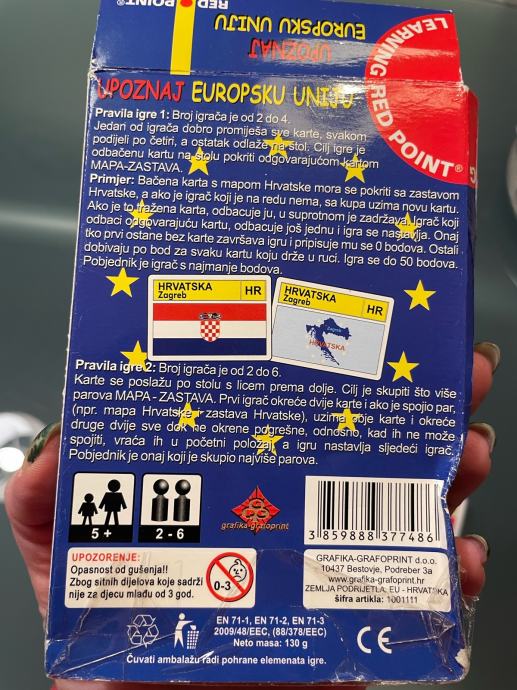 RED POINT®
UPOZNAJ
EUROPSKU UNIJU
LEARNING RED POINT®
UPOZNAJ EUROPSKU UNIJU
Pravila igre 1: Broj igrača je od 2 do 4.
Jedan od igrača dobro promiješa sve karte, svakom
podijeli po četiri, a ostatak odlaže na stol. Cilj igre je
odbačenu kartu na stolu pokriti odgovarajućom kartom
MAPA-ZASTAVA.
Primjer: Bačena karta s mapom Hrvatske mora se pokriti sa zastavom
Hrvatske, a ako je igrač koji je na redu nema, sa kupa uzima novu kartu.
Ako je to tražena karta, odbacuje ju, u suprotnom je zadržava. Igrač koji
odbaci odgovarajuću kartu, odbacuje još jednu i igra se nastavlja. Onaj
tko prvi ostane bez karte završava igru i pripisuje mu se 0 bodova. Ostali
dobivaju po bod za svaku kartu koju drže u ruci. Igra se do 50 bodova.
Pobjednik je igrač s najmanje bodova.
HRVATSKA
Zagreb
HR
HRVATSKA
Zagreb
HR
Zagreb
HRVATSKA
Pravila igre 2: Broj igrača je od 2 do 6.
Karte se poslažu po stolu s licem prema dolje. Cilj je skupiti što više
parova MAPA - ZASTAVA. Prvi igrač okreće dvije karte i ako je spojio par,
(npr. mapa Hrvatske i zastava Hrvatske), uzima obje karte i okreće
druge dvije sve dok ne okrene pogrešne, odnosno, kad ih ne može
spojiti, vraća ih u početni položaj a igru nastavlja sljedeći igrač.
Pobjednik je onaj koji je skupio najviše parova.
5 +
2 - 6
grafika-grafoprint
3 859888 377486
UPOZORENJE:
Opasnost od gušenja!!
Zbog sitnih dijelova koje sadrži
nije za djecu mlađu od 3 god.
0-3
GRAFIKA-GRAFOPRINT d.o.o.
10437 Bestovje, Podreber 3a
www.grafika-grafoprint.hr
ZEMLJA PODRIJETLA: EU - HRVATSKA
šifra artikla: 1001111
EN 71-1, EN 71-2, EN 71-3
2009/48/EEC, (88/378/EEC)
Neto masa: 130 g
CE
Čuvati ambalažu radi pohrane elemenata igre.